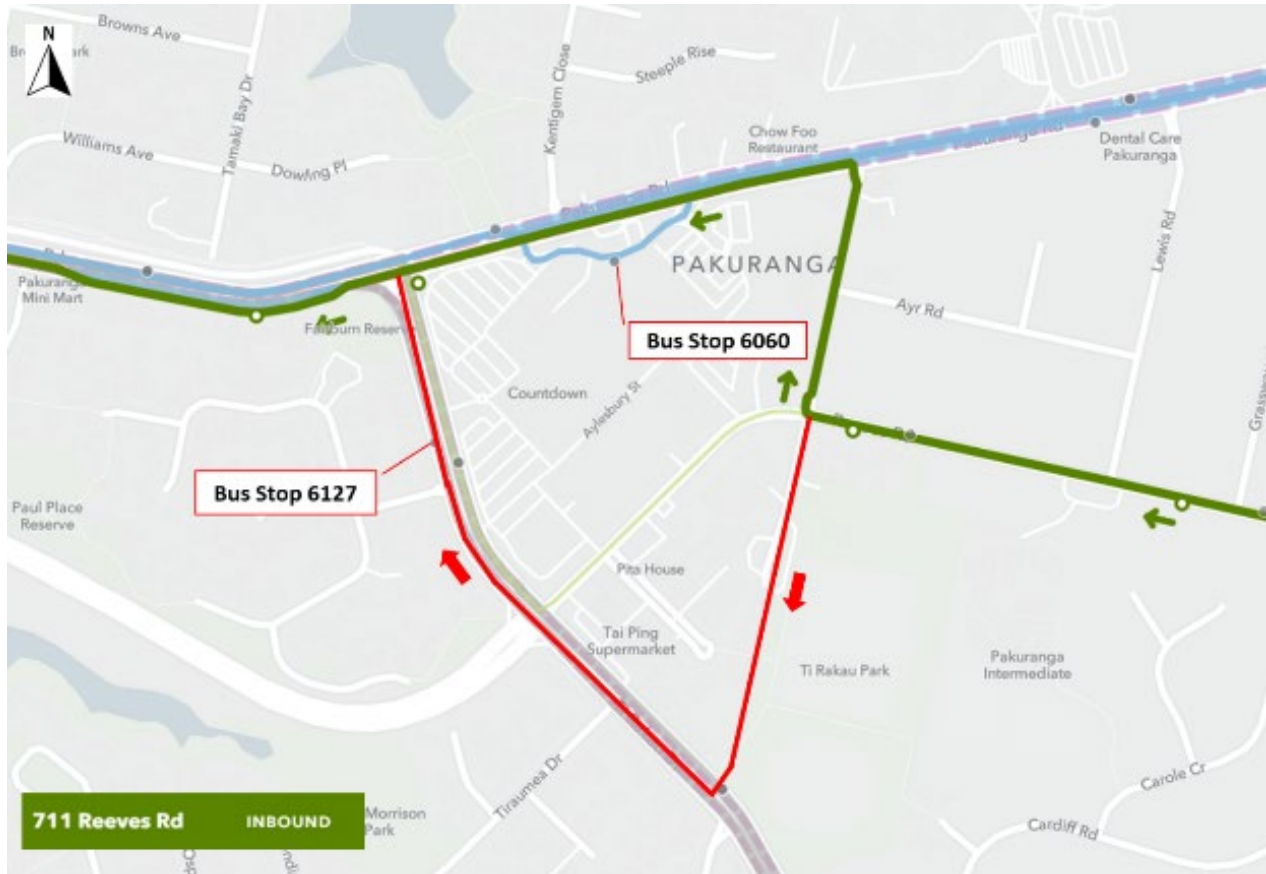 N
Browns Ave
Tamaki Bay Dr
Williams Ave
Dowling Pl
Kentigern Close
Steeple Rise
Chow Foo
Restaurant
Pakuranga Rd
Dental Care
Pakuranga
Lewis Rd
PAKURANGA
Mini Mart
Ayr Rd
Bus Stop 6060
Countdown
Aylesbury St
Bus Stop 6127
Paul Place
Reserve
Pita House
Tai Ping
Supermarket
Ti Rakau Park
Pakuranga
Intermediate
Tiraumea Dr
Carole Cr
Cardiff Rd
Morrison
Park
711 Reeves Rd INBOUND